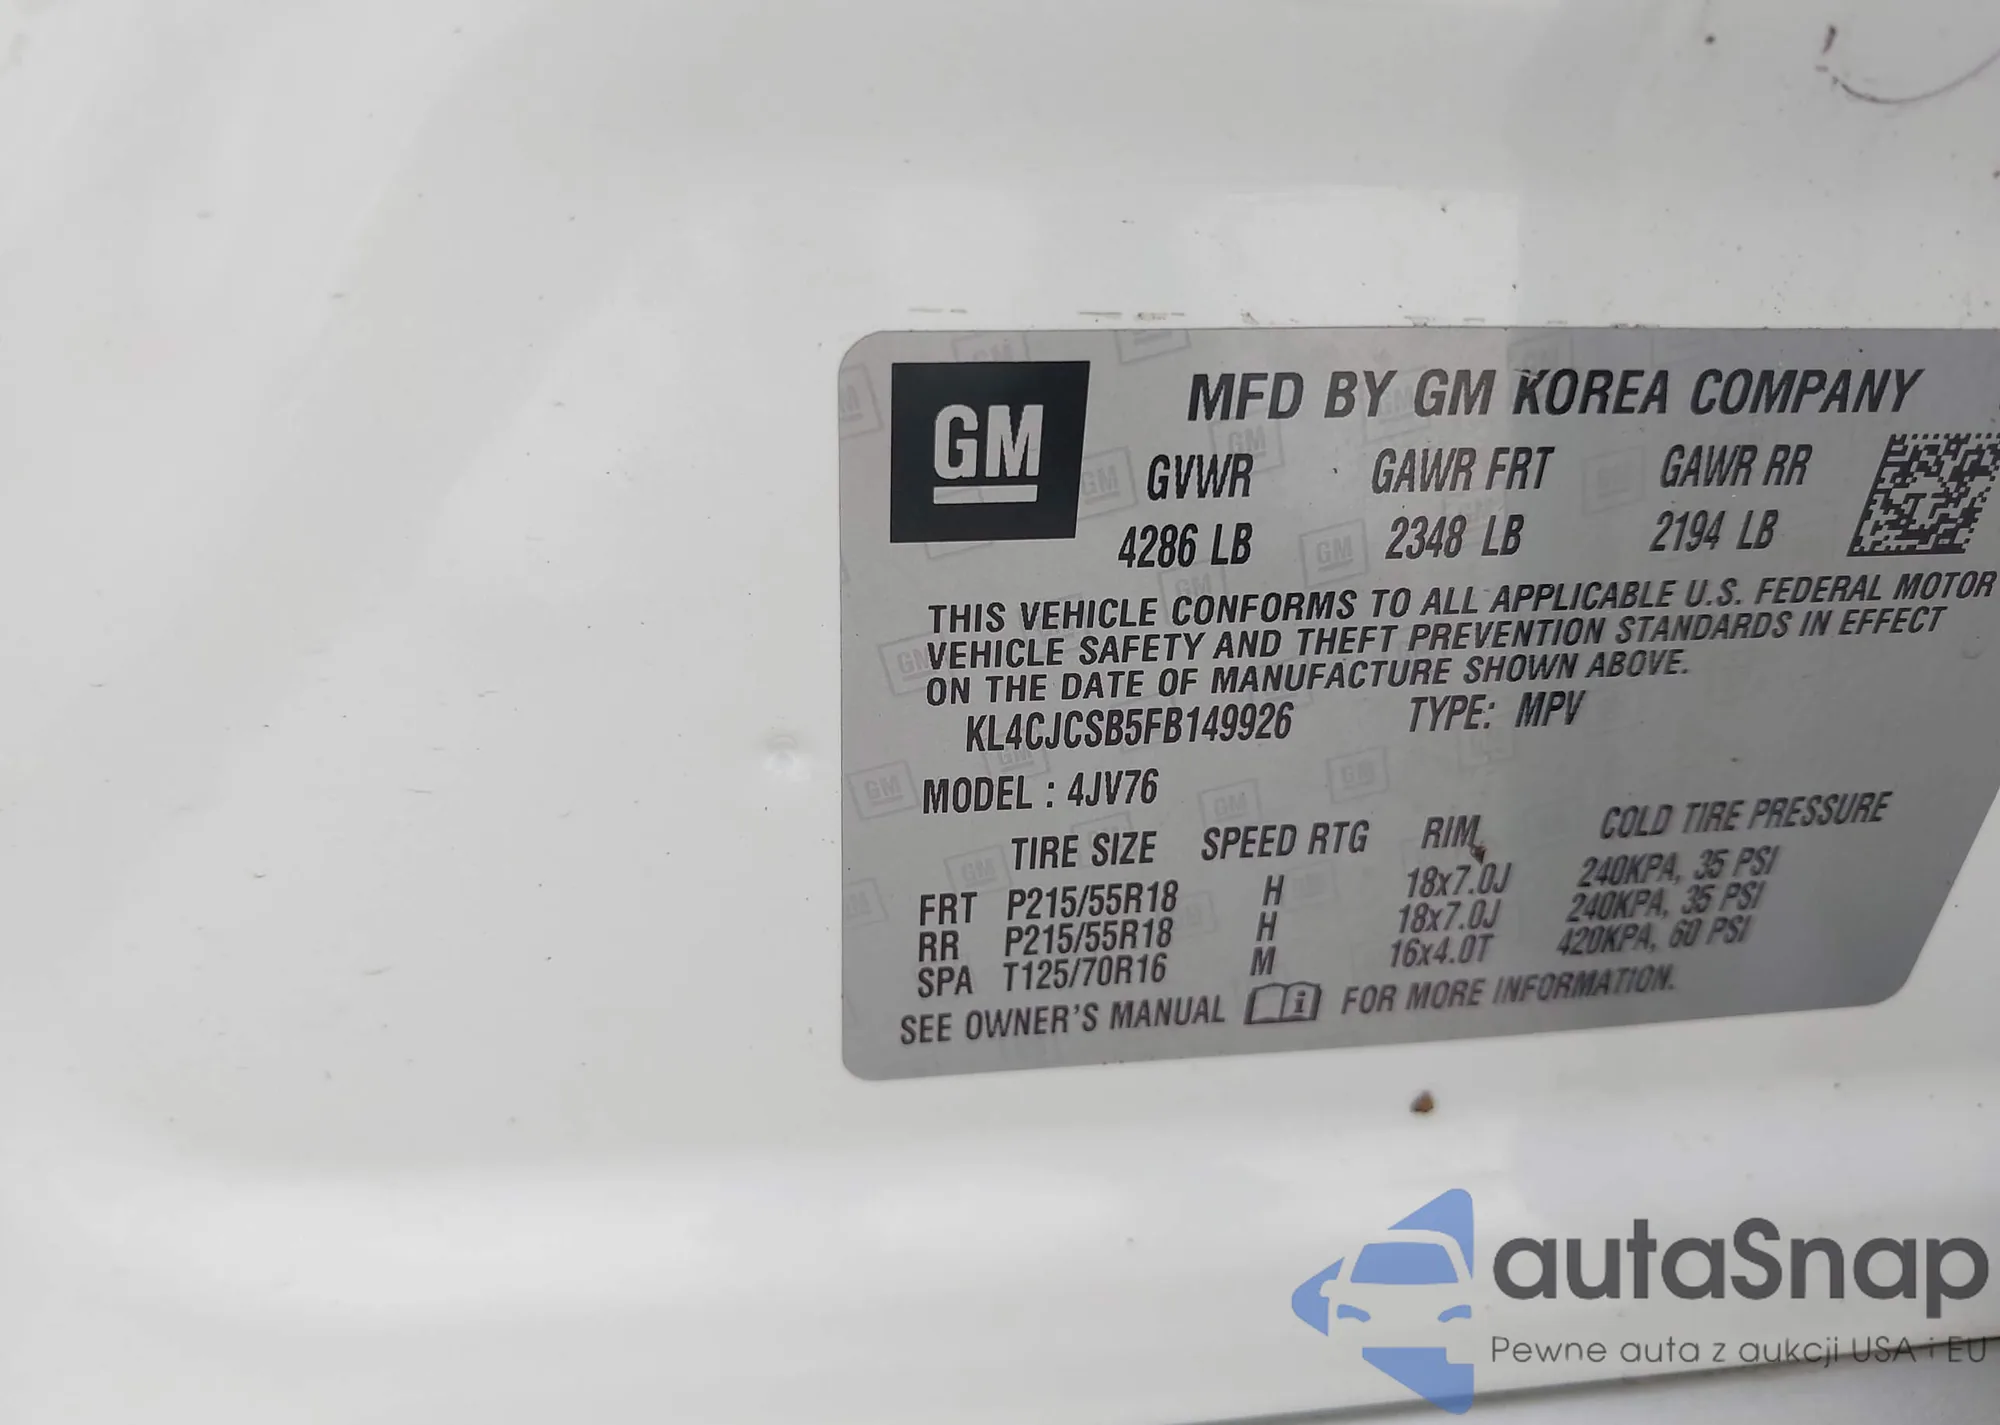 GM
MFD BY GM KOREA COMPANY
GVWR GAWR FRT GAWR RR
4286 LB 2348 LB 2194 LB
THIS VEHICLE CONFORMS TO ALL APPLICABLE U.S. FEDERAL MOTOR
VEHICLE SAFETY AND THEFT PREVENTION STANDARDS IN EFFECT
ON THE DATE OF MANUFACTURE SHOWN ABOVE.
KL4CJCSB5FB149926 TYPE: MPV
MODEL : 4JV76
TIRE SIZE SPEED RTG RIM COLD TIRE PRESSURE
FRT P215/55R18 H 18x7.0J 240KPA, 35 PSI
RR P215/55R18 H 18x7.0J 240KPA, 35 PSI
SPA T125/70R16 M 16x4.0T 420KPA, 60 PSI
SEE OWNER'S MANUAL FOR MORE INFORMATION.
autaSnap
Pewne auta z aukcji USA i EU